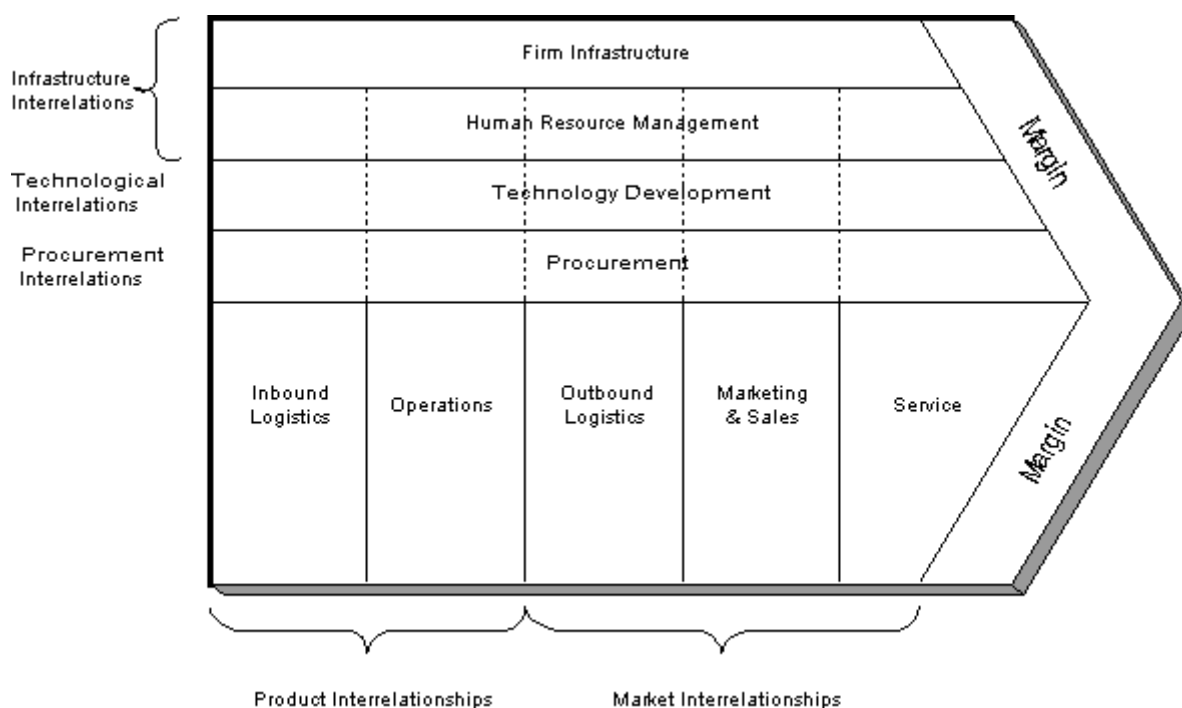 Firm Infrastructure
Infrastructure
Interrelations
Human Resource Management
Margin
Technological
Interrelations
Technology Development
Procurement
Interrelations
Procurement
Inbound
Logistics
Operations
Outbound
Logistics
Marketing
& Sales
Service
Margin
Product Interrelationships
Market Interrelationships